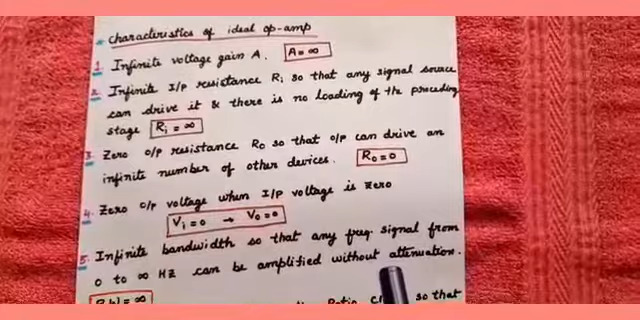 * Characteristics of ideal op-amp
1. Infinite voltage gain A. A = ∞
2. Infinite I/p resistance Ri so that any signal source
can drive it & there is no loading of the preceding
stage Ri = ∞
3. Zero o/p resistance Ro so that o/p can drive an
infinite number of other devices. Ro = 0
4. Zero o/p voltage when I/p voltage is zero
Vi = 0 → Vo = 0
5. Infinite bandwidth so that any freq. signal from
0 to ∞ HZ can be amplified without attenuation.
= ∞
Ratio so that